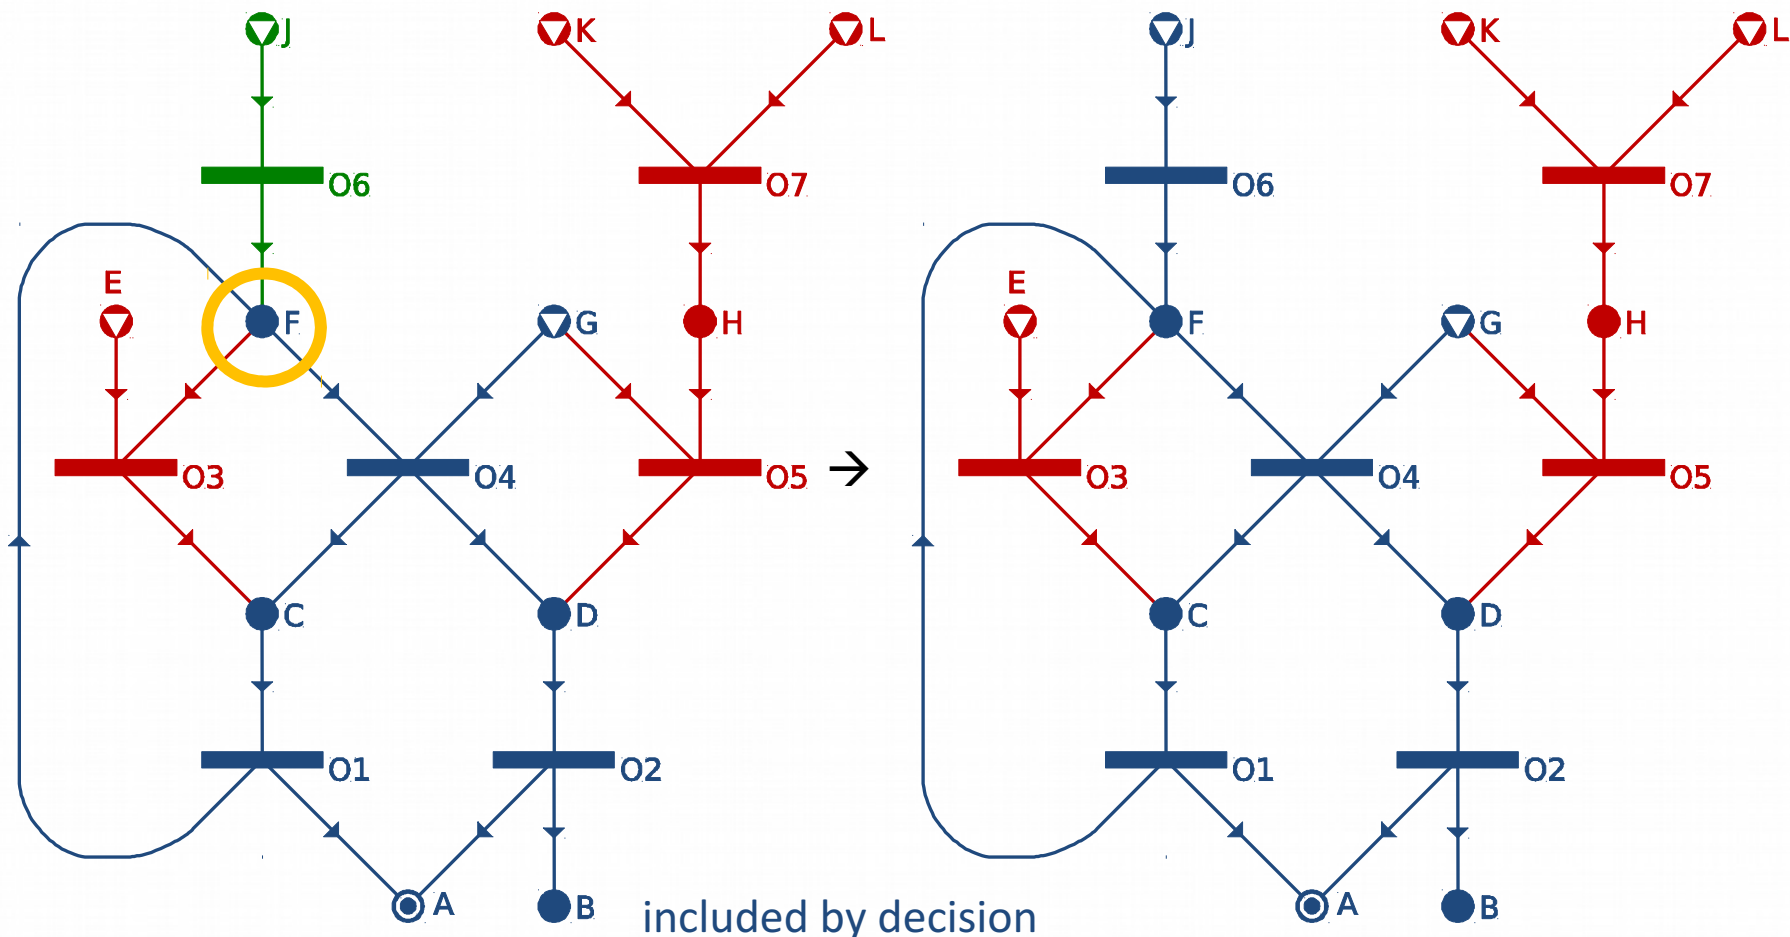 J K L J K L
O6 O7 O6 O7
E F G H E F G H
O3 O4 O5 → O3 O4 O5
C D C D
O1 O2 O1 O2
A B A B
included by decision